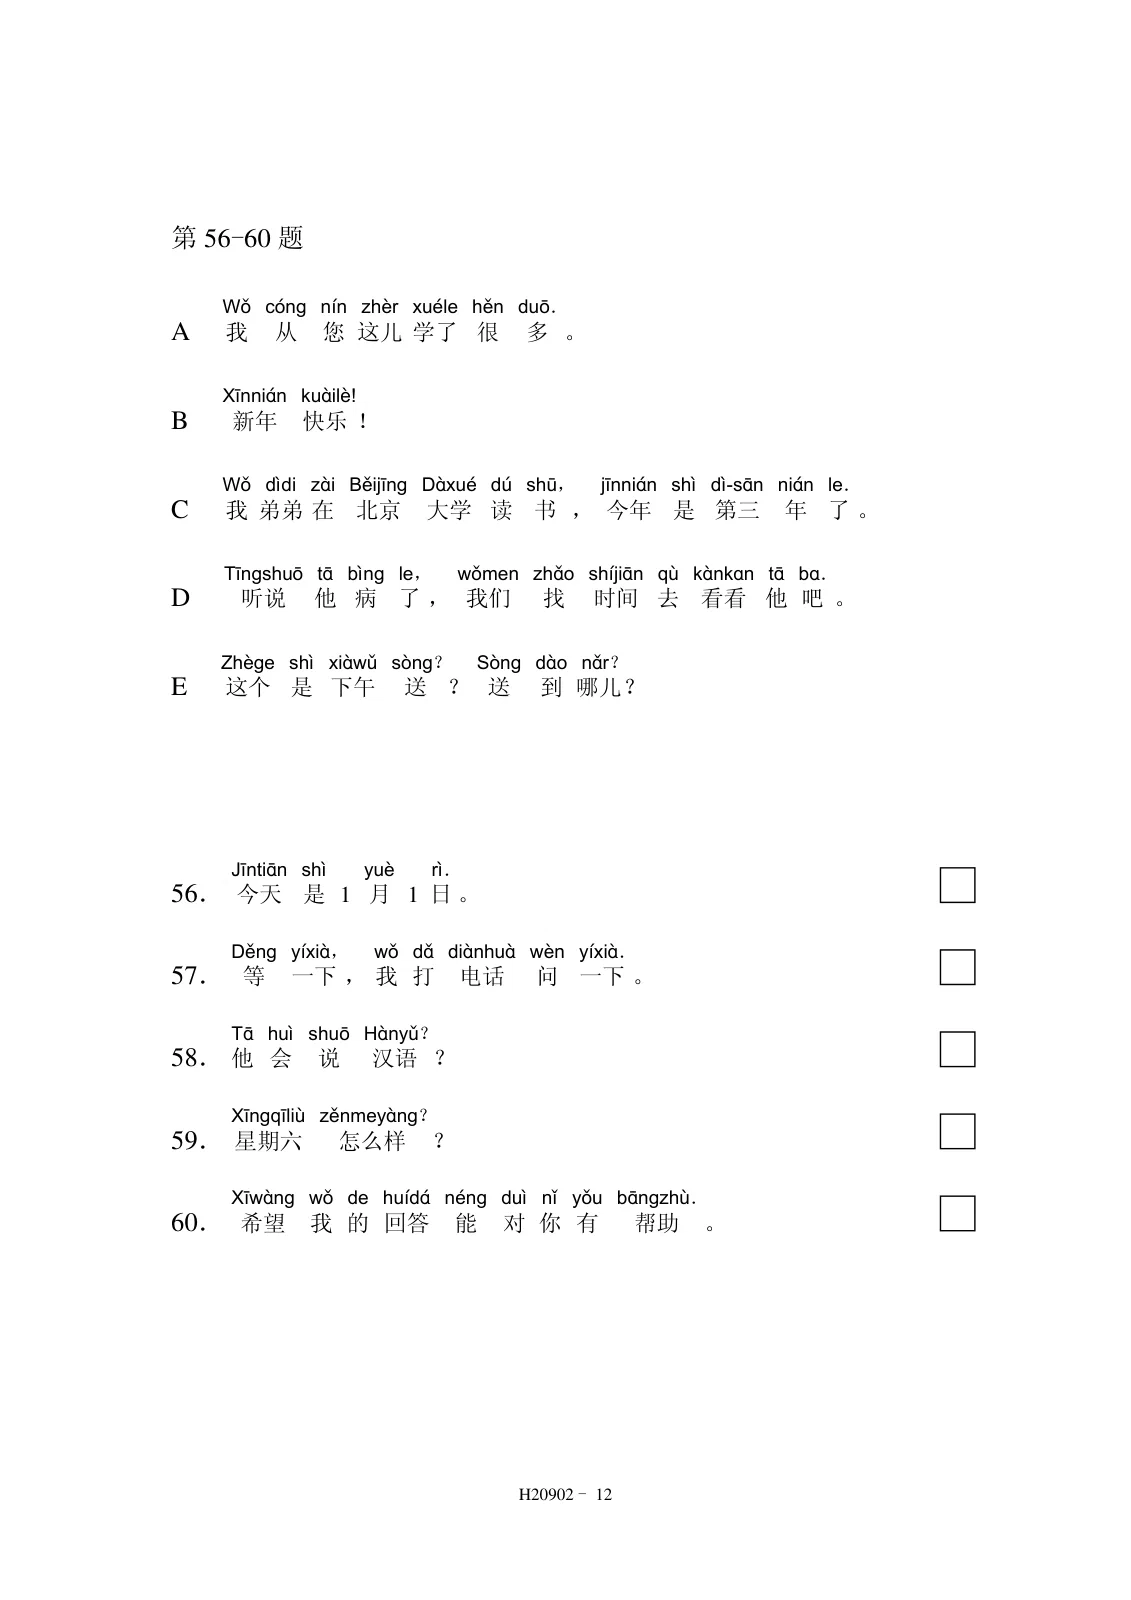 第 56-60 题
Wǒ cóng nín zhèr xuéle hěn duō.
A 我 从 您 这儿 学了 很 多 。
Xīnnián kuàilè!
B 新年 快乐 !
Wǒ dìdi zài Běijīng Dàxué dú shū, jīnnián shì dì-sān nián le.
C 我 弟弟 在 北京 大学 读 书 , 今年 是 第三 年 了 。
Tīngshuō tā bìng le, wǒmen zhǎo shíjiān qù kànkan tā ba.
D 听说 他 病 了 , 我们 找 时间 去 看看 他 吧 。
Zhège shì xiàwǔ sòng? Sòng dào nǎr?
E 这个 是 下午 送 ? 送 到 哪儿?
Jīntiān shì yuè rì.
56. 今天 是 1 月 1 日 。
Děng yíxià, wǒ dǎ diànhuà wèn yíxià.
57. 等 一下 , 我 打 电话 问 一下 。
Tā huì shuō Hànyǔ?
58. 他 会 说 汉语 ?
Xīngqīliù zěnmeyàng?
59. 星期六 怎么样 ?
Xīwàng wǒ de huídá néng duì nǐ yǒu bāngzhù.
60. 希望 我 的 回答 能 对 你 有 帮助 。
H20902 - 12